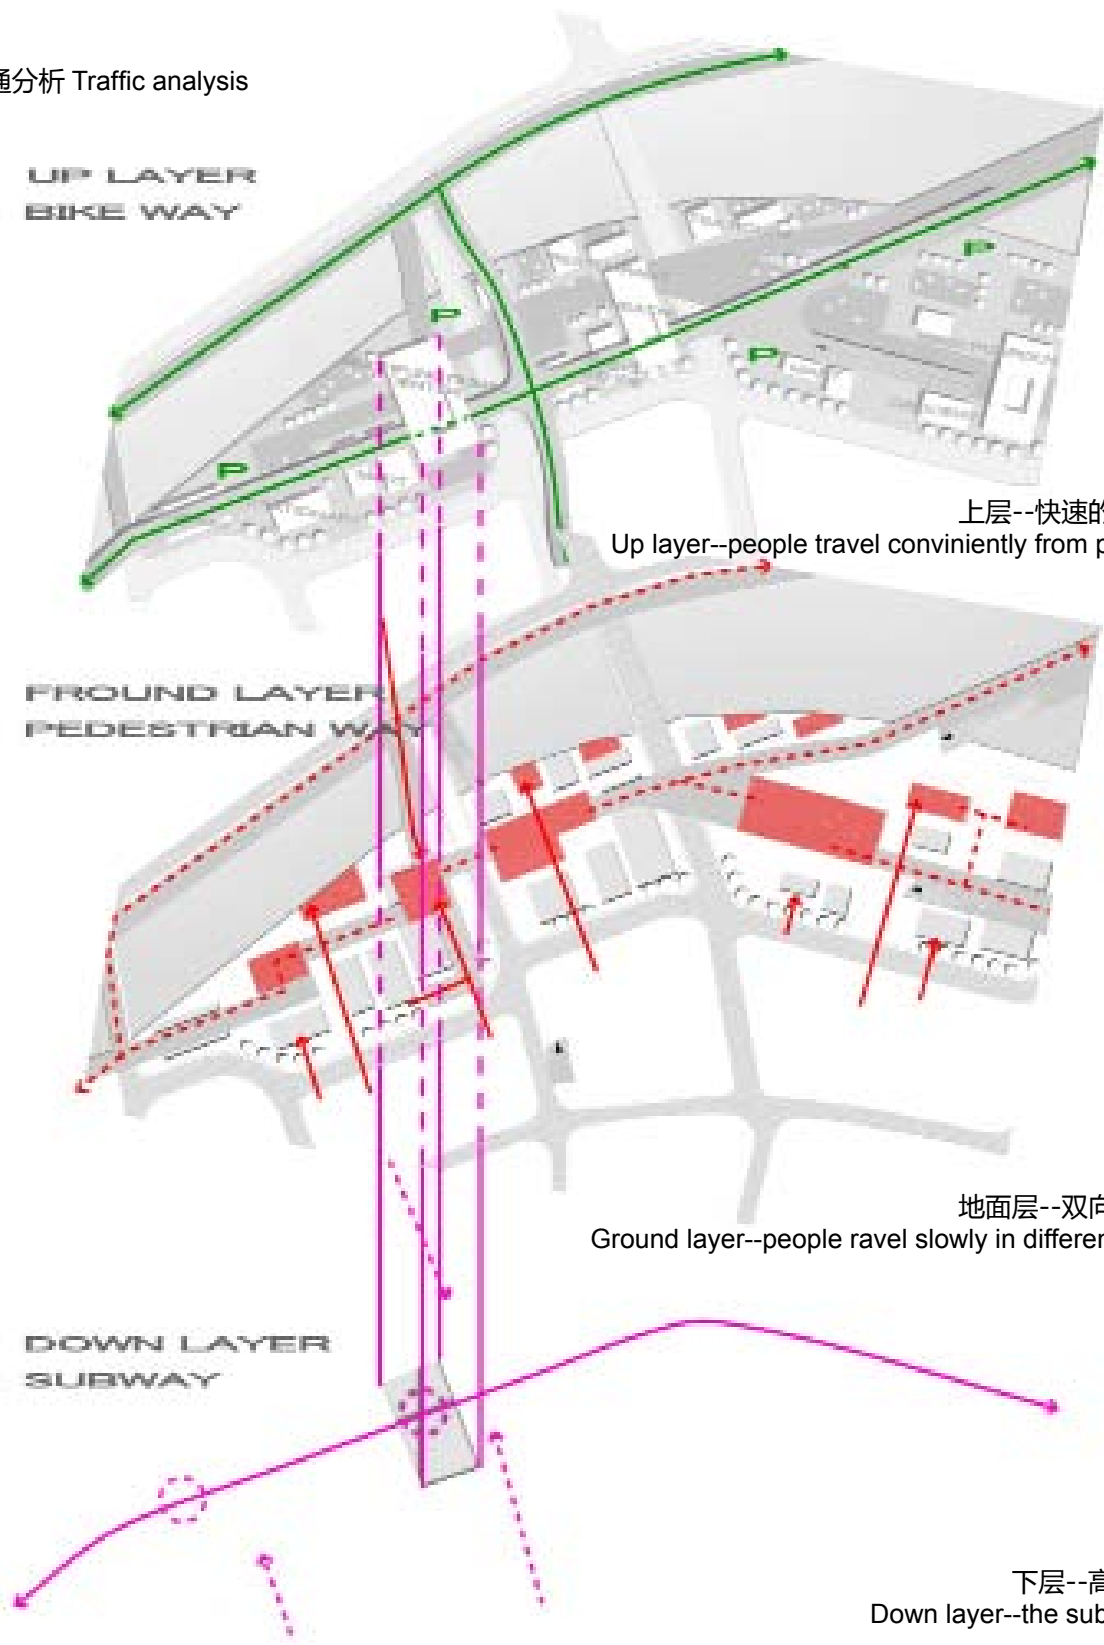 通分析 Traffic analysis
UP LAYER
BIKE WAY
P
P
P
P
上层--快速的
Up layer--people travel conviniently from p
FROUND LAYER
PEDESTRIAN WAY
地面层--双向
Ground layer--people ravel slowly in differen
DOWN LAYER
SUBWAY
下层--高
Down layer--the sub